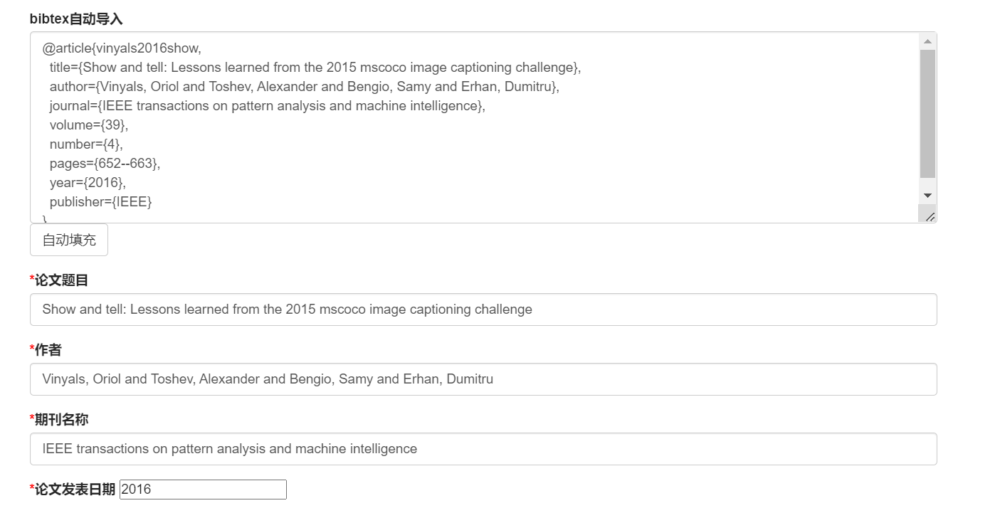 bibtex自动导入
@article{vinyals2016show,
title={Show and tell: Lessons learned from the 2015 mscoco image captioning challenge},
author={Vinyals, Oriol and Toshev, Alexander and Bengio, Samy and Erhan, Dumitru},
journal={IEEE transactions on pattern analysis and machine intelligence},
volume={39},
number={4},
pages={652--663},
year={2016},
publisher={IEEE}
}
自动填充
*论文题目
Show and tell: Lessons learned from the 2015 mscoco image captioning challenge
*作者
Vinyals, Oriol and Toshev, Alexander and Bengio, Samy and Erhan, Dumitru
*期刊名称
IEEE transactions on pattern analysis and machine intelligence
*论文发表日期 2016